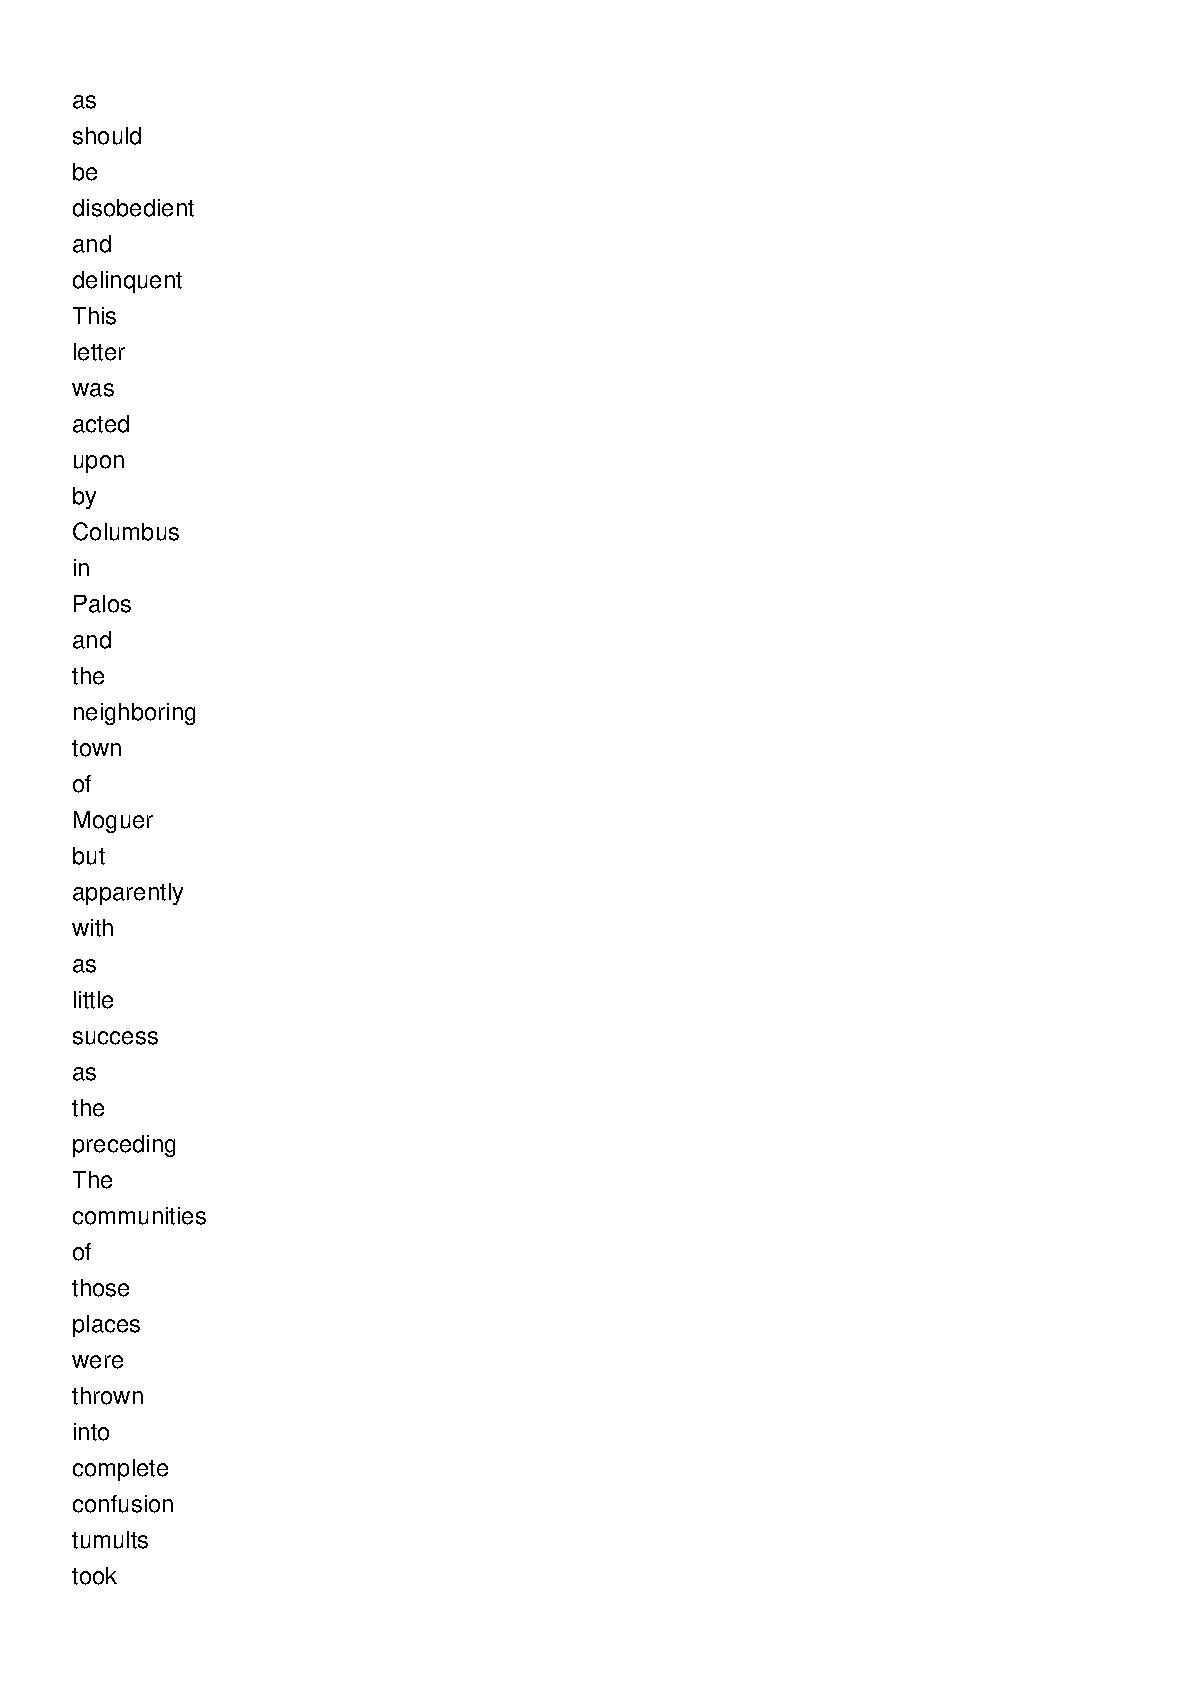 as
should
be
disobedient
and
delinquent
This
letter
was
acted
upon
by
Columbus
in
Palos
and
the
neighboring
town
of
Moguer
but
apparently
with
as
little
success
as
the
preceding
The
communities
of
those
places
were
thrown
into
complete
confusion
tumults
took